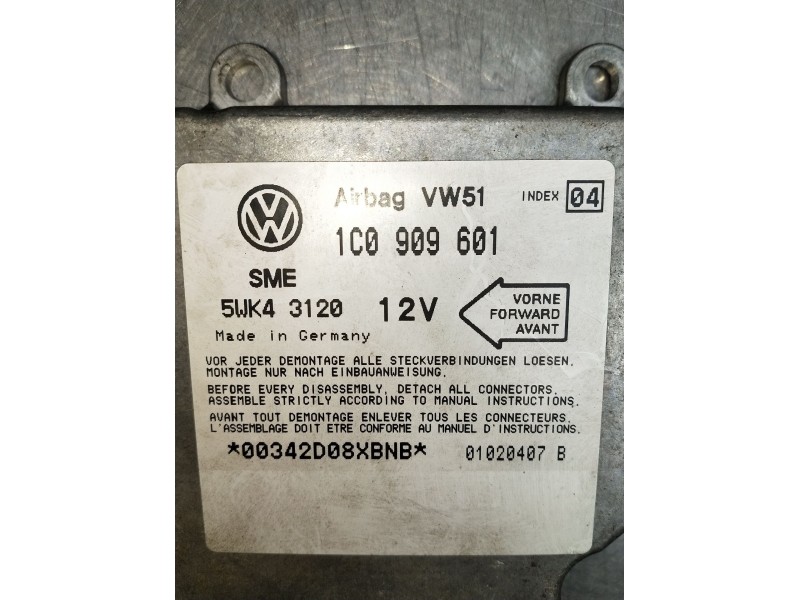 Airbag VW51 INDEX 04
1C0 909 601
SME
5WK4 3120 12V
VORNE
FORWARD
AVANT
Made in Germany
VOR JEDER DEMONTAGE ALLE STECKVERBINDUNGEN LOESEN.
MONTAGE NUR NACH EINBAUANWEISUNG.
BEFORE EVERY DISASSEMBLY, DETACH ALL CONNECTORS.
ASSEMBLE STRICTLY ACCORDING TO MANUAL INSTRUCTIONS.
AVANT TOUT DEMONTAGE ENLEVER TOUS LES CONNECTEURS.
L'ASSEMBLAGE DOIT ETRE CONFORME AU MANUEL D'INSTRUCTIONS.
*00342D08XBNB* 01020407 B